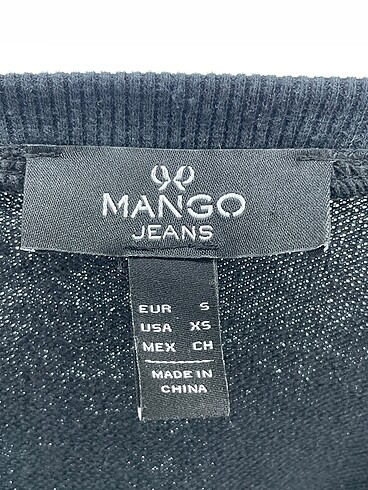 MANGO
JEANS
EUR S
USA XS
MEX CH
MADE IN
CHINA